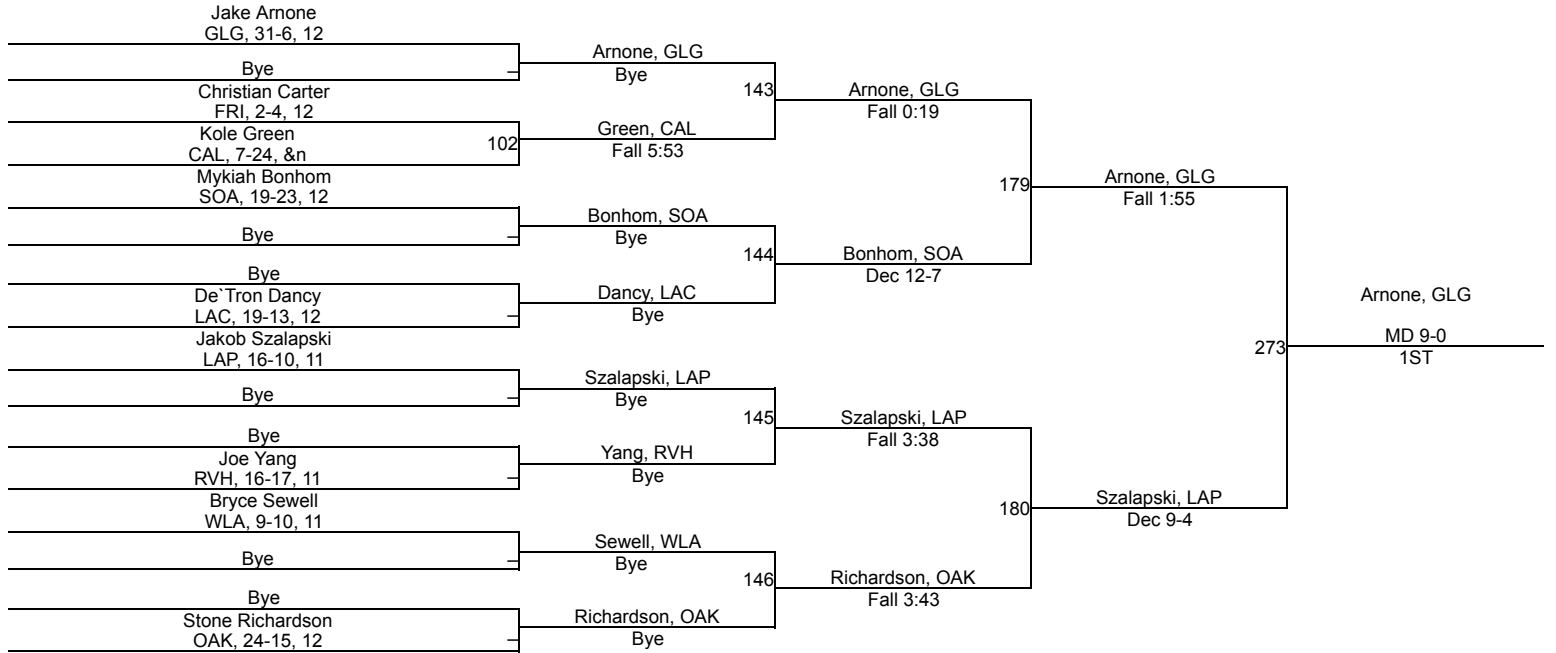 Jake Arnone
GLG, 31-6, 12
Bye
–
Christian Carter
FRI, 2-4, 12
Kole Green
CAL, 7-24, &n
102
Mykiah Bonhom
SOA, 19-23, 12
Bye
–
Bye
De`Tron Dancy
LAC, 19-13, 12
–
Jakob Szalapski
LAP, 16-10, 11
Bye
–
Bye
Joe Yang
RVH, 16-17, 11
–
Bryce Sewell
WLA, 9-10, 11
Bye
–
Bye
Stone Richardson
OAK, 24-15, 12
–
Arnone, GLG
Bye
143
Green, CAL
Fall 5:53
Bonhom, SOA
Bye
144
Dancy, LAC
Bye
Szalapski, LAP
Bye
145
Yang, RVH
Bye
Sewell, WLA
Bye
146
Richardson, OAK
Bye
Arnone, GLG
Fall 0:19
179
Bonhom, SOA
Dec 12-7
Szalapski, LAP
Fall 3:38
180
Richardson, OAK
Fall 3:43
Arnone, GLG
Fall 1:55
273
Szalapski, LAP
Dec 9-4
Arnone, GLG
MD 9-0
1ST